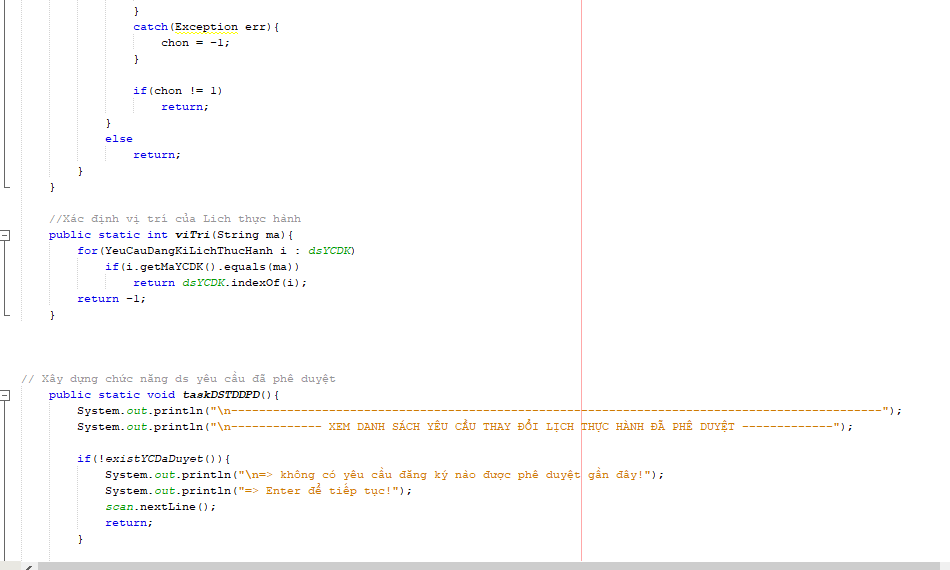 }
catch(Exception err){
chon = -1;
}
if(chon != 1)
return;
}
else
return;
}
}
//Xác định vị trí của Lich thực hành
public static int viTri(String ma){
for(YeuCauDangKiLichThucHanh i : dsYCDK)
if(i.getMaYCDK().equals(ma))
return dsYCDK.indexOf(i);
return -1;
}
// Xây dựng chức năng ds yêu cầu đã phê duyệt
public static void taskDSTDDPD(){
System.out.println("\n---------------------------------------------------------------------------------------------");
System.out.println("\n------------- XEM DANH SÁCH YÊU CẦU THAY ĐỔI LỊCH THỰC HÀNH ĐÃ PHÊ DUYỆT -------------");
if(!existYCDaDuyet()){
System.out.println("\n=> không có yêu cầu đăng ký nào được phê duyệt gần đây!");
System.out.println("=> Enter để tiếp tục!");
scan.nextLine();
return;
}